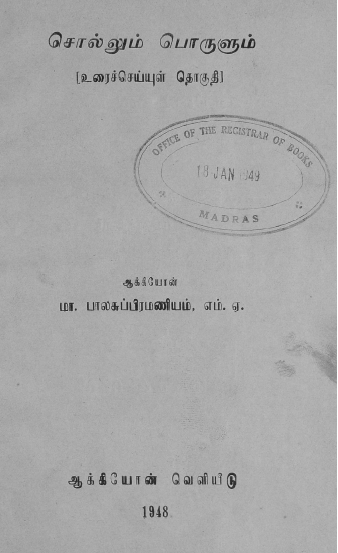 சொல்லும் பொருளும்
[உரைச்செய்யுள் தொகுதி]
OFFICE OF THE REGISTRAR OF BOOKS
18 JAN 1949
MADRAS
ஆக்கியோன்
மா. பாலசுப்பிரமணியம், எம். ஏ.
ஆக்கியோன் வெளியீடு
1948